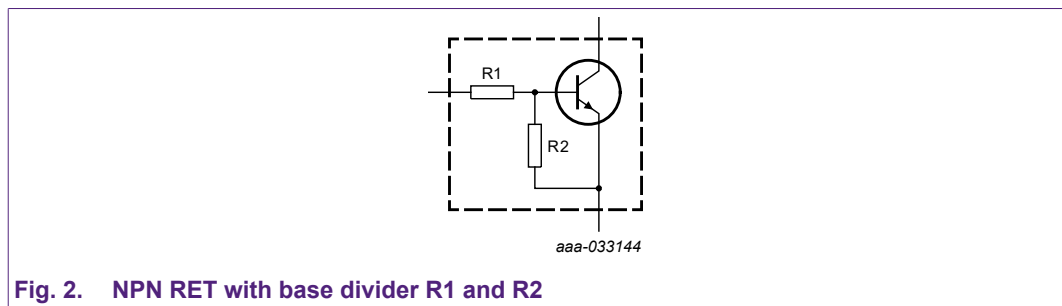 R1
R2
aaa-033144
Fig. 2. NPN RET with base divider R1 and R2